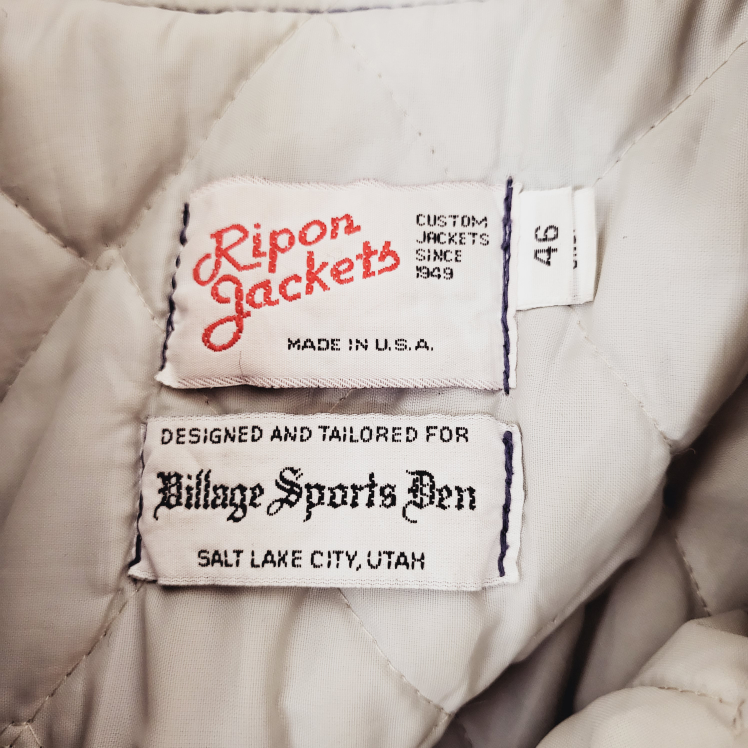 Ripon
Jackets
CUSTOM
JACKETS
SINCE
1949
MADE IN U.S.A.
46
DESIGNED AND TAILORED FOR
Village Sports Den
SALT LAKE CITY, UTAH